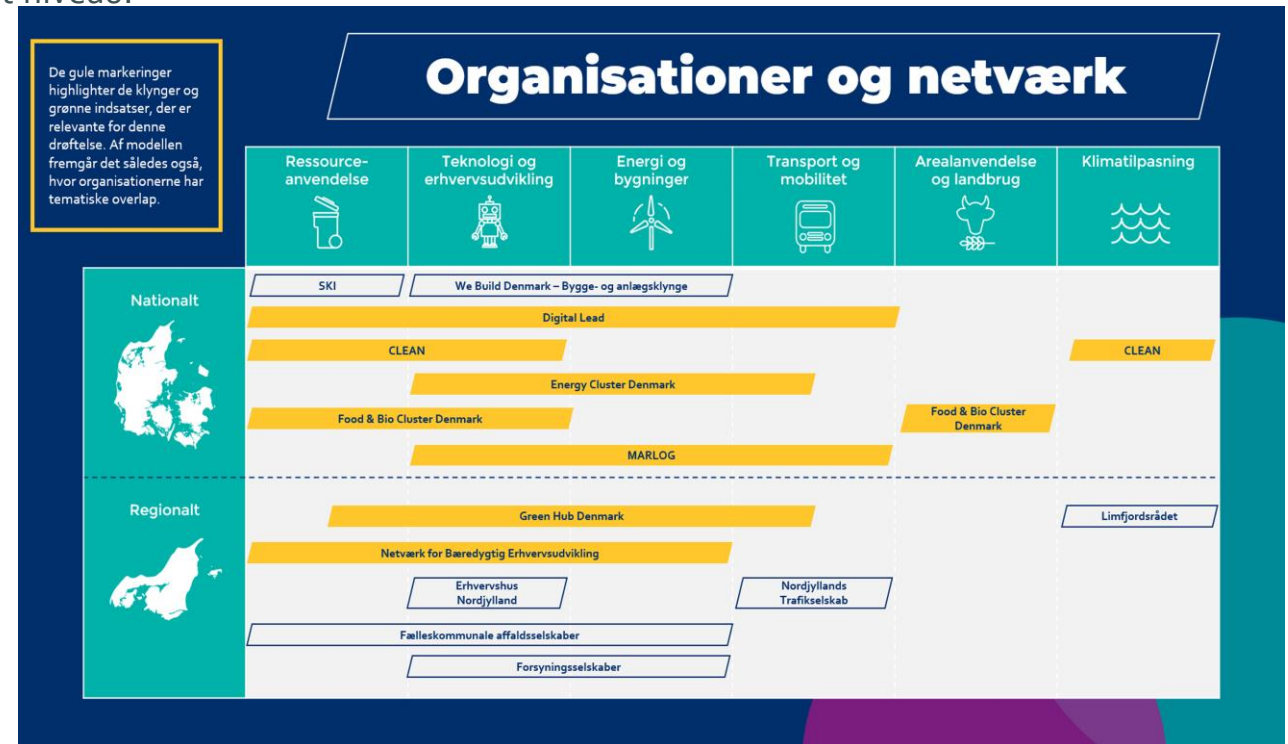 t niveau.
De gule markeringer
highlighter de klynger og
grønne indsatser, der er
relevante for denne
drøftelse. Af modellen
fremgår det således også,
hvor organisationerne har
tematiske overlap.
Organisationer og netværk
Ressource-
anvendelse
Teknologi og
erhvervsudvikling
Energi og
bygninger
Transport og
mobilitet
Arealanvendelse
og landbrug
Klimatilpasning
Nationalt
SKI
We Build Denmark – Bygge- og anlægsklynge
Digital Lead
CLEAN
CLEAN
Energy Cluster Denmark
Food & Bio Cluster Denmark
Food & Bio Cluster
Denmark
MARLOG
Regionalt
Green Hub Denmark
Limfjordsrådet
Netværk for Bæredygtig Erhvervsudvikling
Erhvervshus
Nordjylland
Nordjyllands
Trafikselskab
Fælleskommunale affaldsselskaber
Forsyningsselskaber